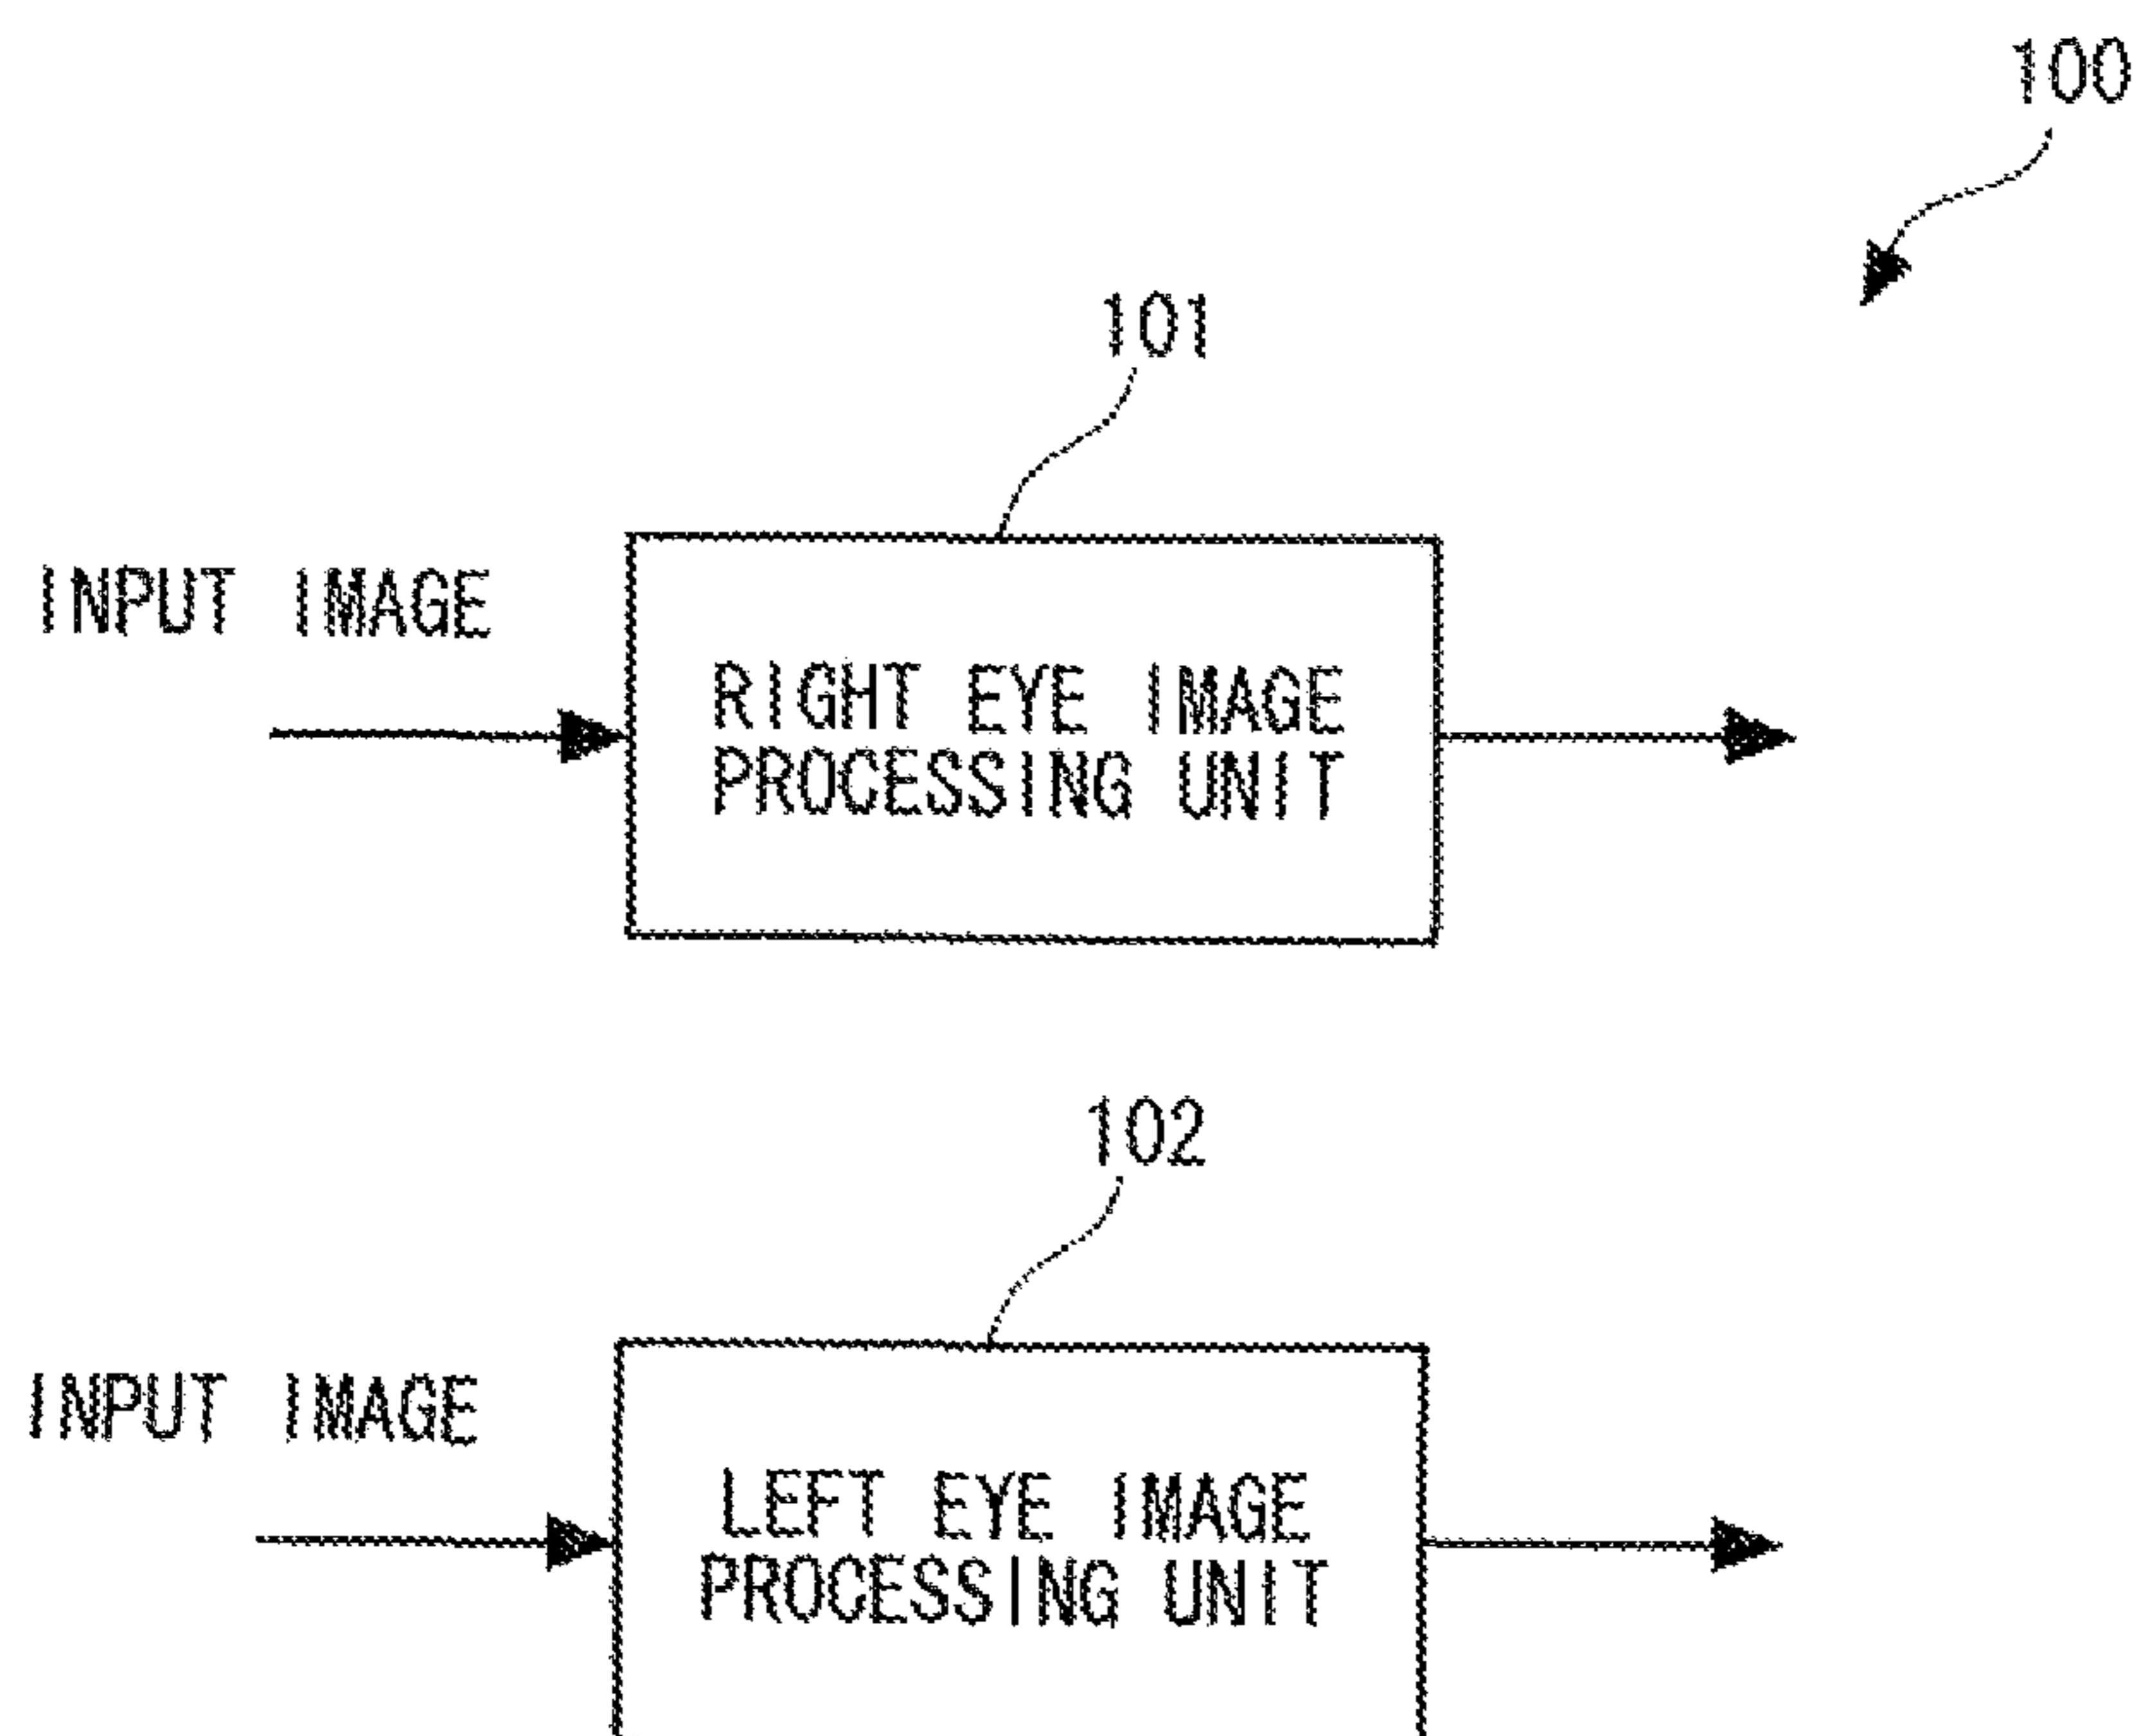 100
101
INPUT IMAGE
RIGHT EYE IMAGE
PROCESSING UNIT
102
INPUT IMAGE
LEFT EYE IMAGE
PROCESSING UNIT